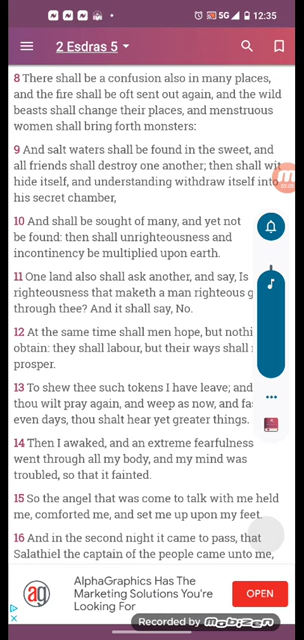 12:35
5G
2 Esdras 5
8 There shall be a confusion also in many places,
and the fire shall be oft sent out again, and the wild
beasts shall change their places, and menstruous
women shall bring forth monsters:
9 And salt waters shall be found in the sweet, and
all friends shall destroy one another; then shall wit
hide itself, and understanding withdraw itself into
his secret chamber,
10 And shall be sought of many, and yet not
be found: then shall unrighteousness and
incontinency be multiplied upon earth.
11 One land also shall ask another, and say, Is
righteousness that maketh a man righteous g
through thee? And it shall say, No.
12 At the same time shall men hope, but nothi
obtain: they shall labour, but their ways shall
prosper.
13 To shew thee such tokens I have leave; and
thou wilt pray again, and weep as now, and fas
even days, thou shalt hear yet greater things.
14 Then I awaked, and an extreme fearfulness
went through all my body, and my mind was
troubled, so that it fainted.
15 So the angel that was come to talk with me held
me, comforted me, and set me up upon my feet.
16 And in the second night it came to pass, that
Salathiel the captain of the people came unto me,
ag
AlphaGraphics Has The
Marketing Solutions You're
Looking For
OPEN
Recorded by MOBIZEN